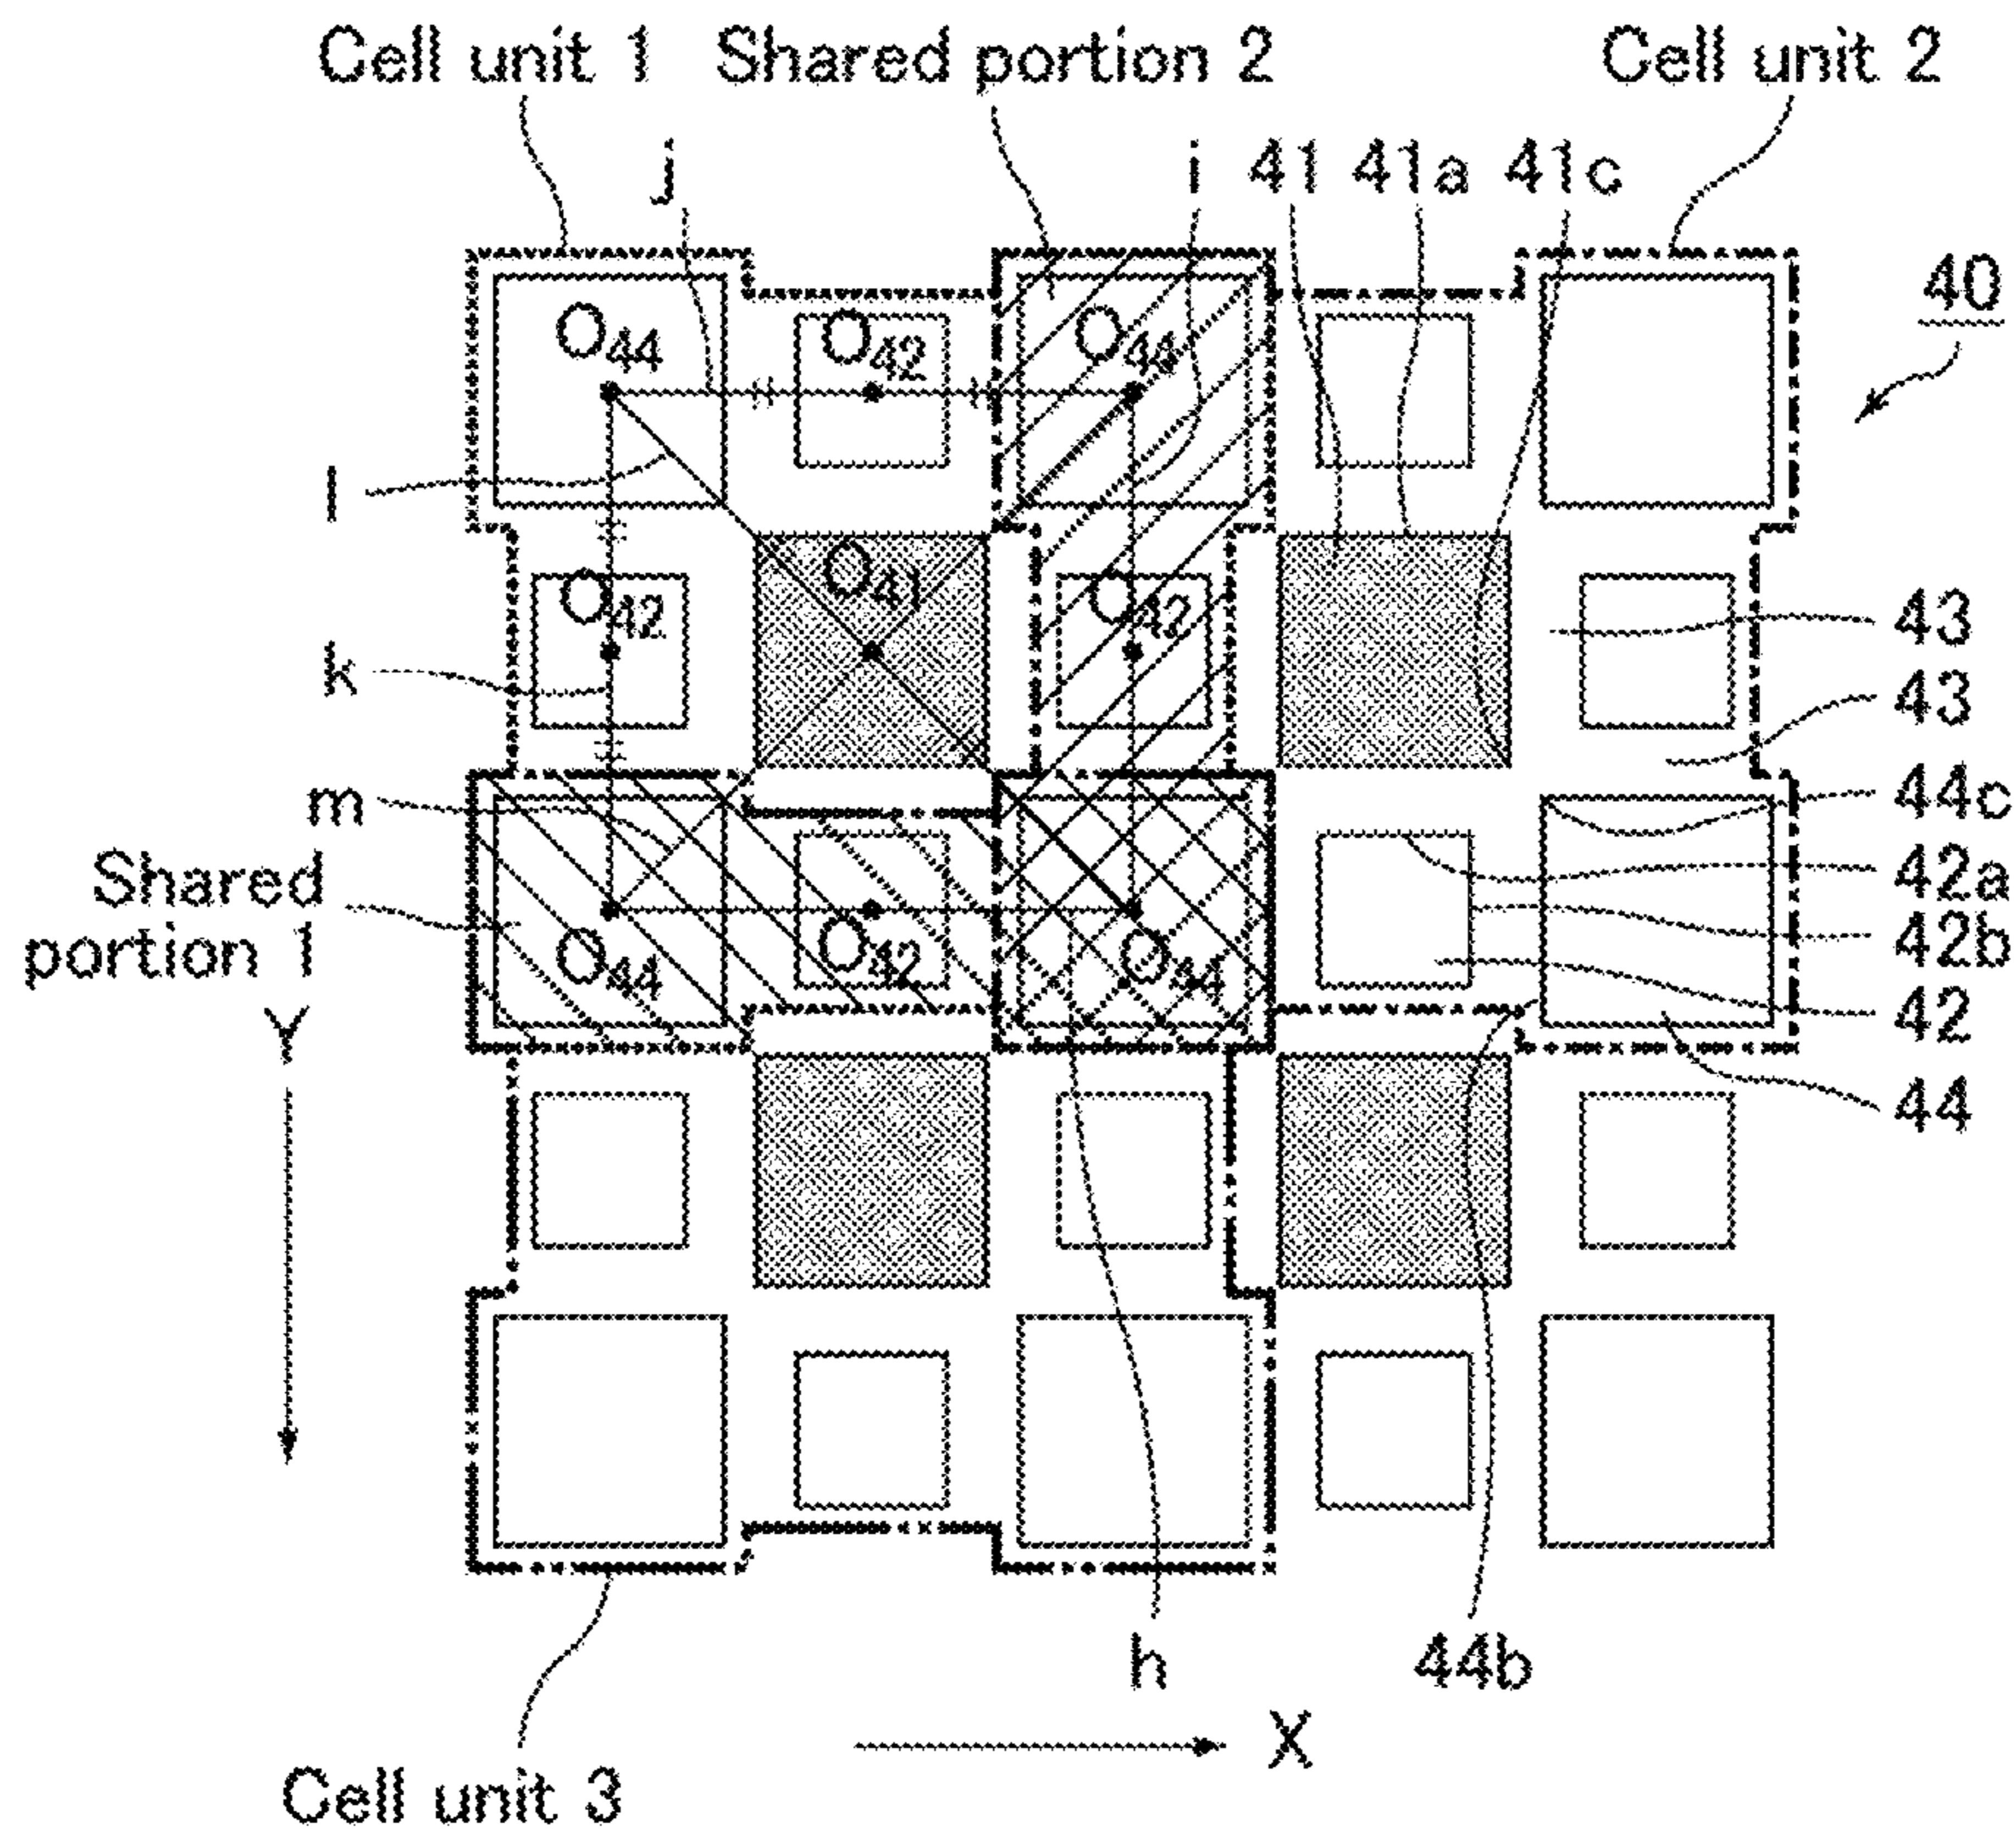 Cell unit 1 Shared portion 2 Cell unit 2
j i 41 41a 41c
40
O44 O42 O44
l
O42 O41 O42
43
k
43
m
44c
Shared
portion 1
42a
42b
O44 O42 O44
42
Y
44
h 44b
X
Cell unit 3